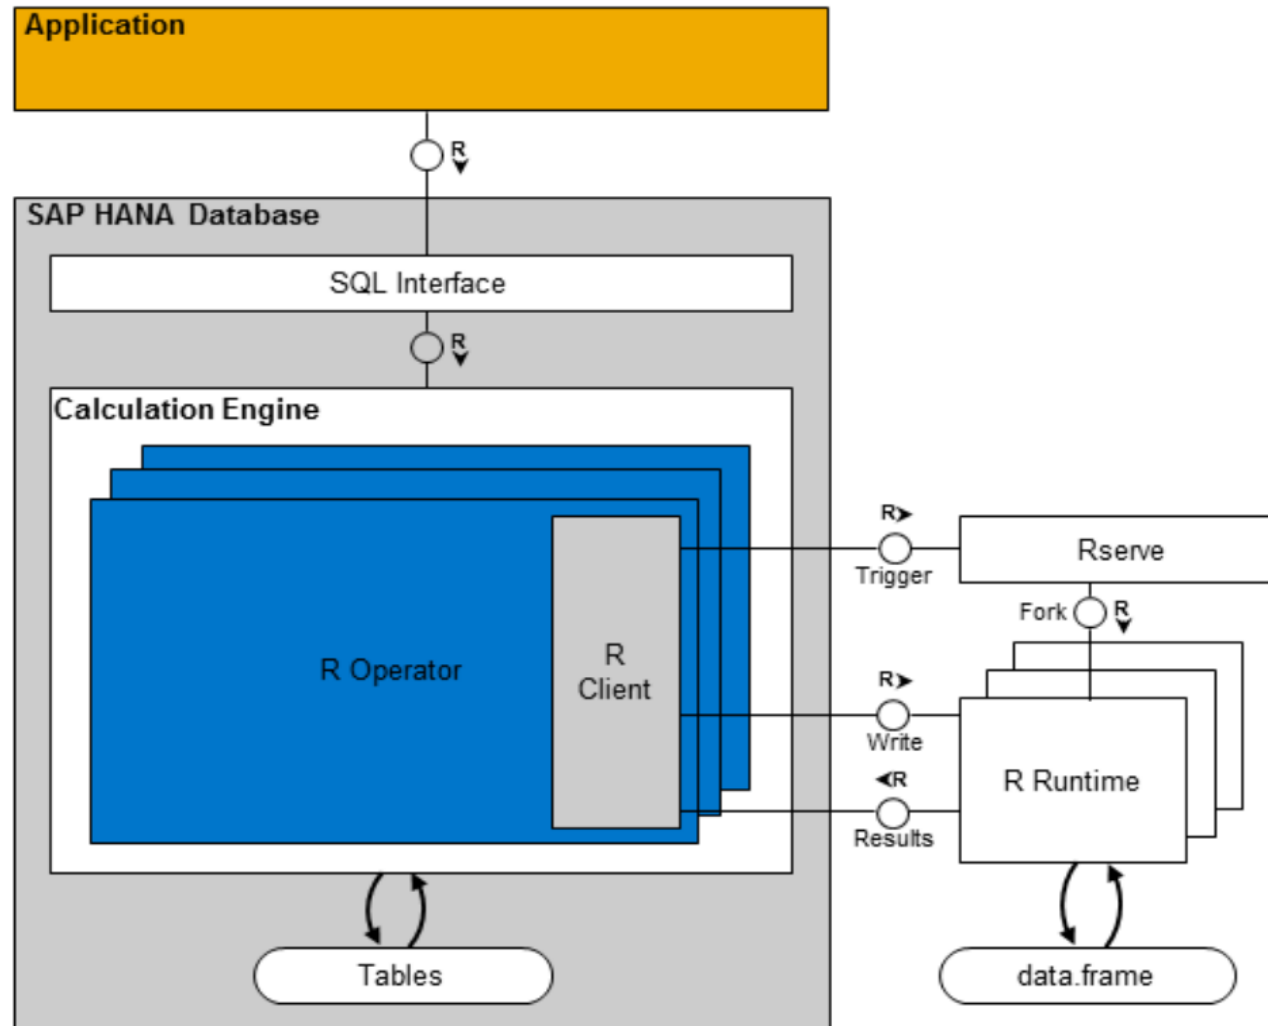 Application
R
SAP HANA Database
SQL Interface
R
Calculation Engine
R Operator
R
Client
R
Trigger
Rserve
Fork
R
R
Write
R Runtime
R
Results
Tables
data.frame